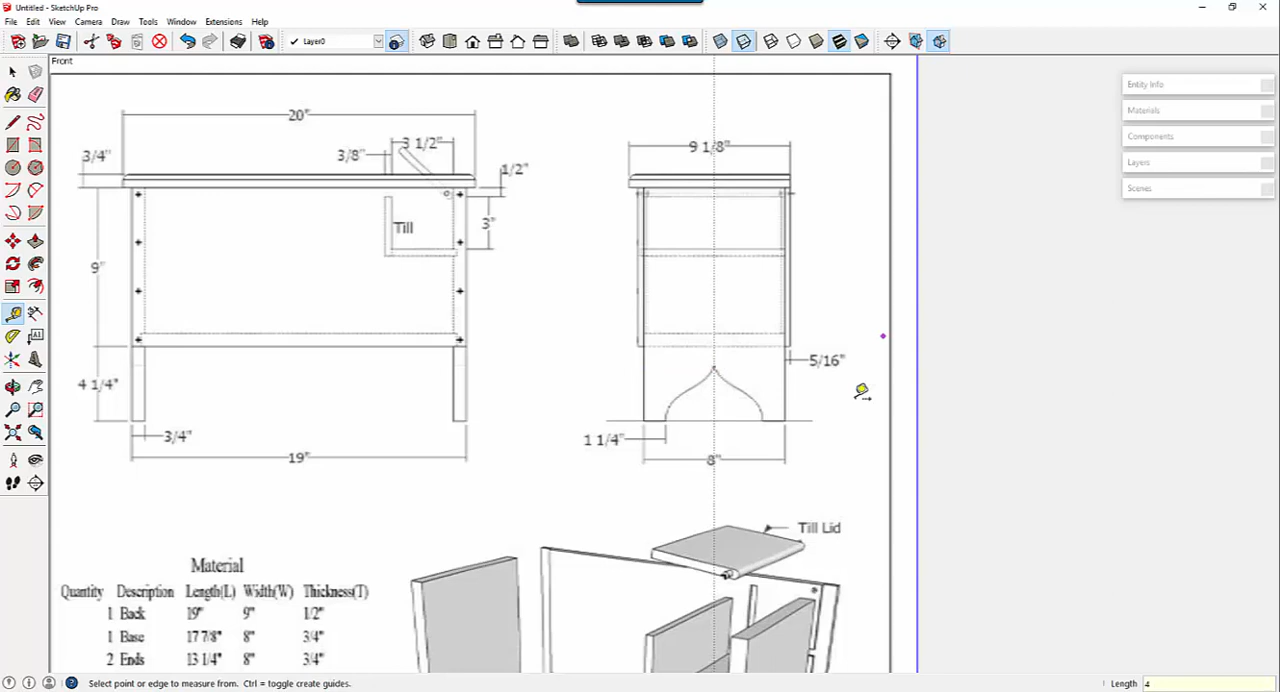 Untitled - SketchUp Pro
File Edit View Camera Draw Tools Window Extensions Help
Layer0
Front
20"
3 1/2"
3/8"
3/4"
1/2"
9 1/8"
Till
3"
9"
5/16"
4 1/4"
3/4"
1 1/4"
19"
8"
Till Lid
Material
Quantity Description Length(L) Width(W) Thickness(T)
1 Back 19" 9" 1/2"
1 Base 17 7/8" 8" 3/4"
2 Ends 13 1/4" 8" 3/4"
Entity Info
Materials
Components
Layers
Scenes
Select point or edge to measure from. Ctrl = toggle create guides.
Length 4